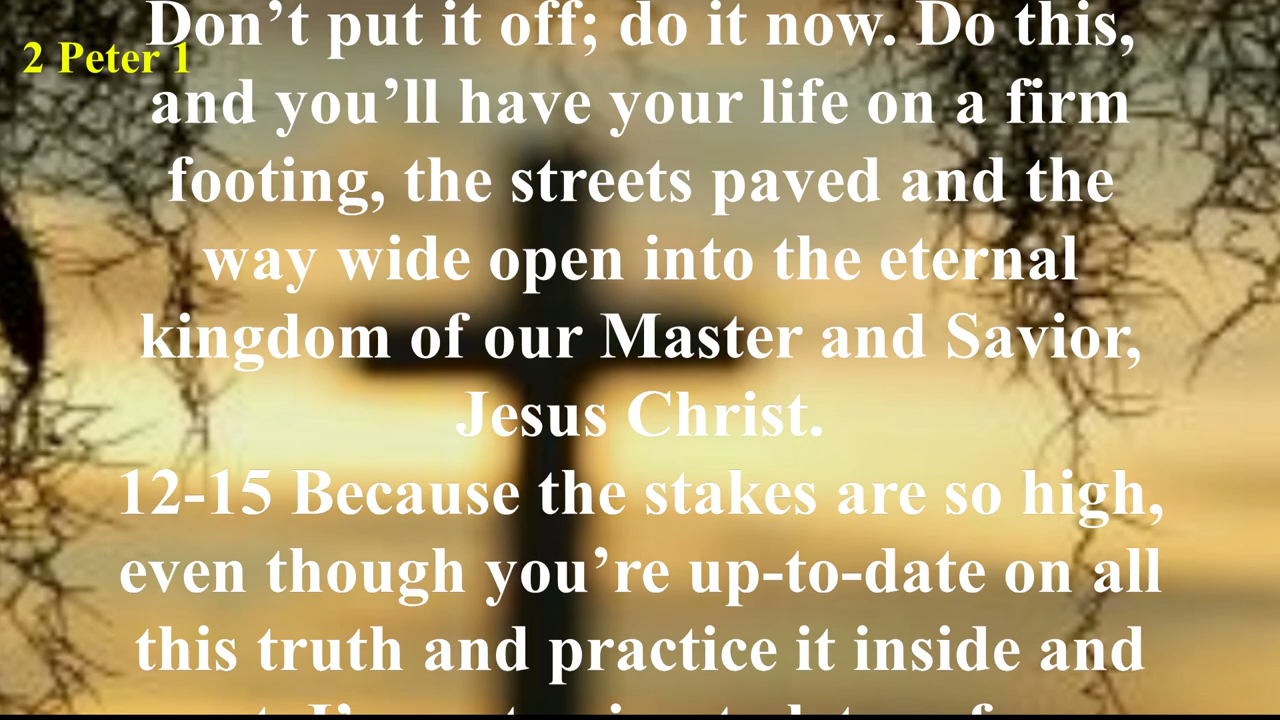 Don’t put it off; do it now. Do this,
2 Peter 1
and you’ll have your life on a firm
footing, the streets paved and the
way wide open into the eternal
kingdom of our Master and Savior,
Jesus Christ.
12-15 Because the stakes are so high,
even though you’re up-to-date on all
this truth and practice it inside and